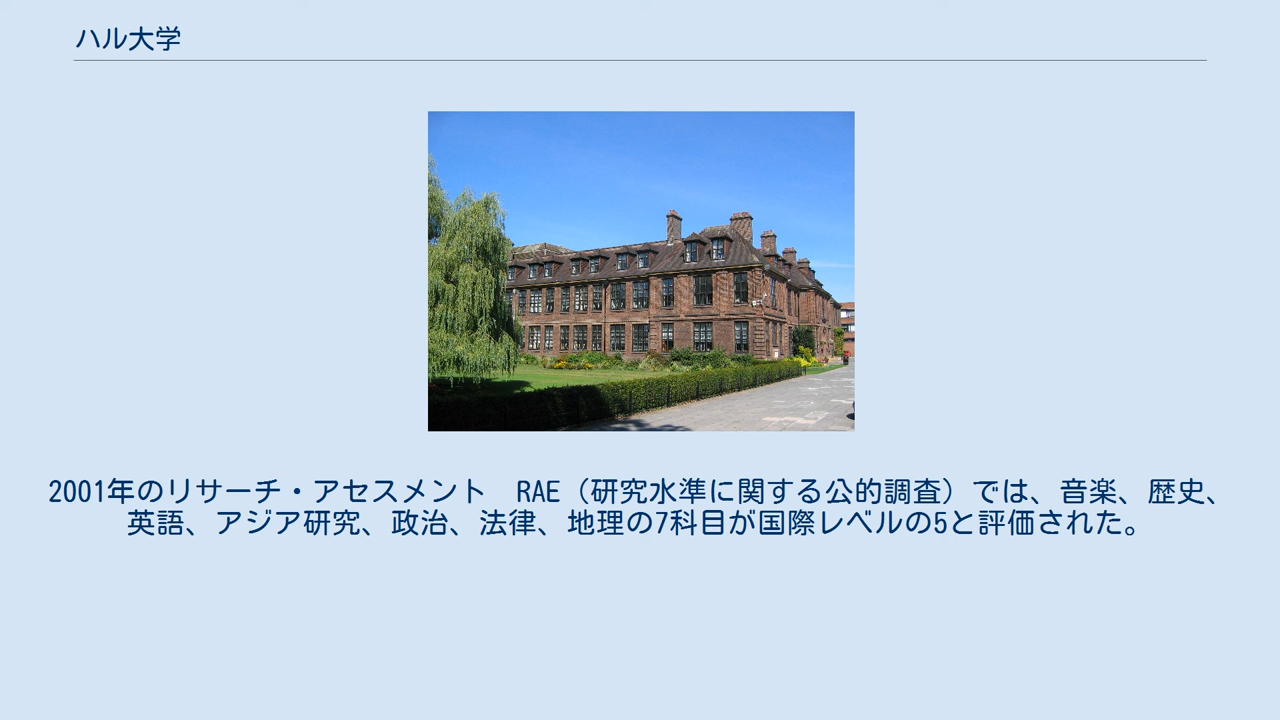 ハル大学
2001年のリサーチ・アセスメント　RAE（研究水準に関する公的調査）では、音楽、歴史、
英語、アジア研究、政治、法律、地理の7科目が国際レベルの5と評価された。